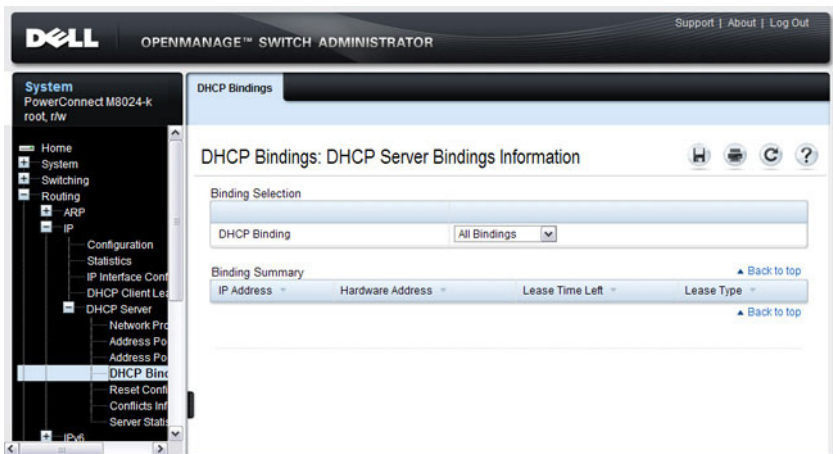 DELL OPENMANAGE™ SWITCH ADMINISTRATOR
Support | About | Log Out
System
PowerConnect M8024-k
root, r/w
Home
System
Switching
Routing
ARP
IP
Configuration
Statistics
IP Interface Conf
DHCP Client Lea
DHCP Server
Network Pro
Address Po
Address Po
DHCP Bind
Reset Confi
Conflicts Inf
Server Statis
IPv6
DHCP Bindings
DHCP Bindings: DHCP Server Bindings Information
Binding Selection
DHCP Binding All Bindings
Binding Summary
Back to top
IP Address Hardware Address Lease Time Left Lease Type
Back to top